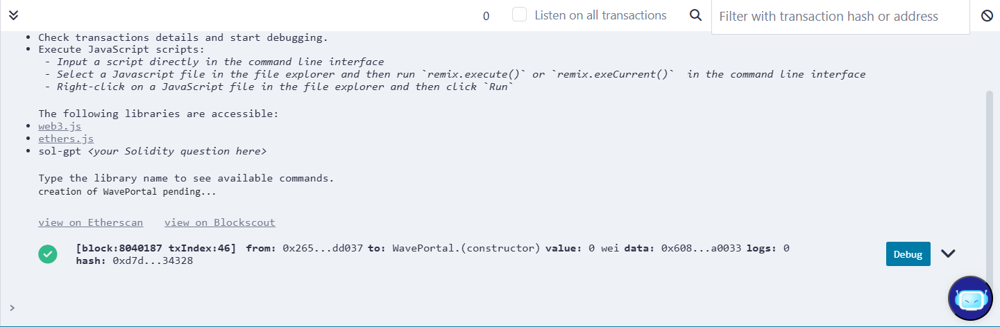 0 Listen on all transactions Filter with transaction hash or address
• Check transactions details and start debugging.
• Execute JavaScript scripts:
- Input a script directly in the command line interface
- Select a Javascript file in the file explorer and then run `remix.execute()` or `remix.exeCurrent()` in the command line interface
- Right-click on a JavaScript file in the file explorer and then click `Run`
The following libraries are accessible:
• web3.js
• ethers.js
• sol-gpt <your Solidity question here>
Type the library name to see available commands.
creation of WavePortal pending...
view on Etherscan view on Blockscout
[block:8040187 txIndex:46] from: 0x265...dd037 to: WavePortal.(constructor) value: 0 wei data: 0x608...a0033 logs: 0
hash: 0xd7d...34328
Debug
>